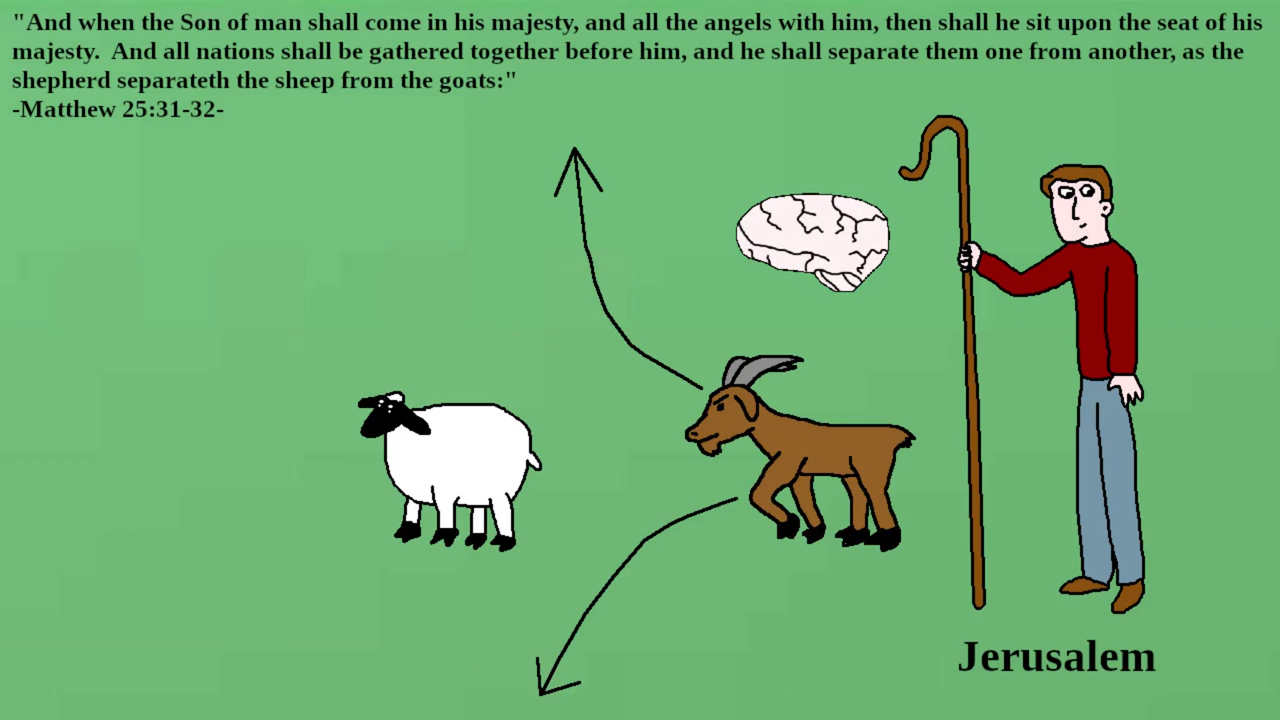 "And when the Son of man shall come in his majesty, and all the angels with him, then shall he sit upon the seat of his
majesty.  And all nations shall be gathered together before him, and he shall separate them one from another, as the
shepherd separateth the sheep from the goats:"
-Matthew 25:31-32-
Jerusalem